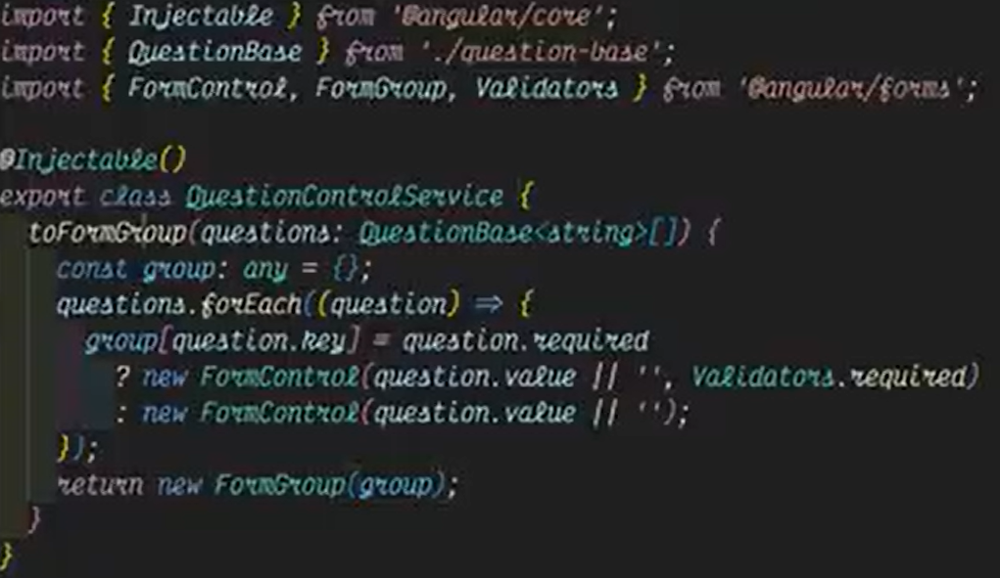 import { Injectable } from '@angular/core';
import { QuestionBase } from './question-base';
import { FormControl, FormGroup, Validators } from '@angular/forms';
@Injectable()
export class QuestionControlService {
toFormGroup(questions: QuestionBase<string>[]) {
const group: any = {};
questions.forEach((question) => {
group[question.key] = question.required
? new FormControl(question.value || '', Validators.required)
: new FormControl(question.value || '');
});
return new FormGroup(group);
}
}